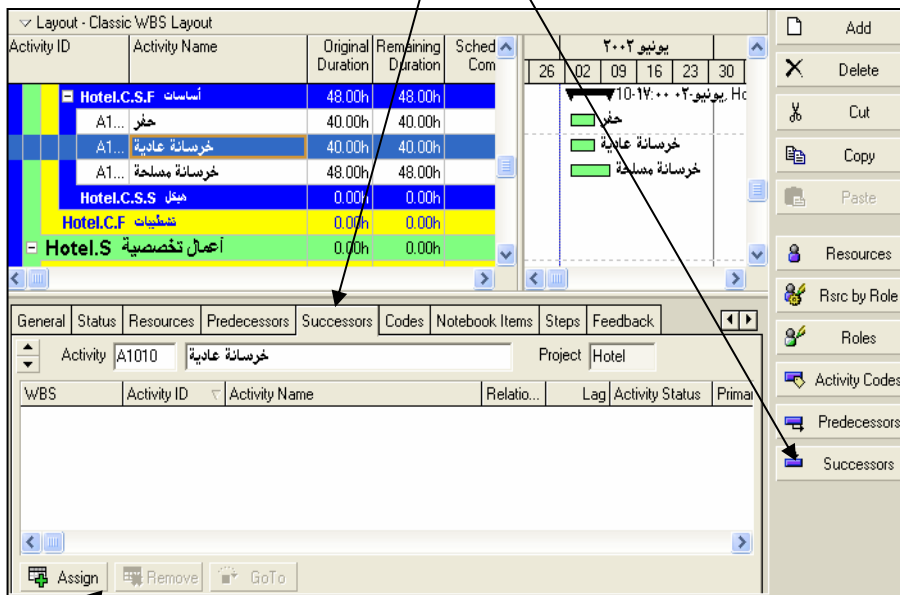 Layout - Classic WBS Layout
Activity ID Activity Name Original Duration Remaining Duration Sched Com
يونيو ٢٠٠٢
26 02 09 16 23 30
Hotel.C.S.F أساسات 48.00h 48.00h
A1... حفر 40.00h 40.00h حفر
A1... خرسانة عادية 40.00h 40.00h خرسانة عادية
A1... خرسانة مسلحة 48.00h 48.00h خرسانة مسلحة
Hotel.C.S.S هيكل 0.00h 0.00h
Hotel.C.F تشطيبات 0.00h 0.00h
Hotel.S أعمال تخصصية 0.00h 0.00h
General Status Resources Predecessors Successors Codes Notebook Items Steps Feedback
Activity A1010 خرسانة عادية Project Hotel
WBS Activity ID Activity Name Relatio... Lag Activity Status Primar
Assign Remove GoTo
Add
Delete
Cut
Copy
Paste
Resources
Rsrc by Role
Roles
Activity Codes
Predecessors
Successors